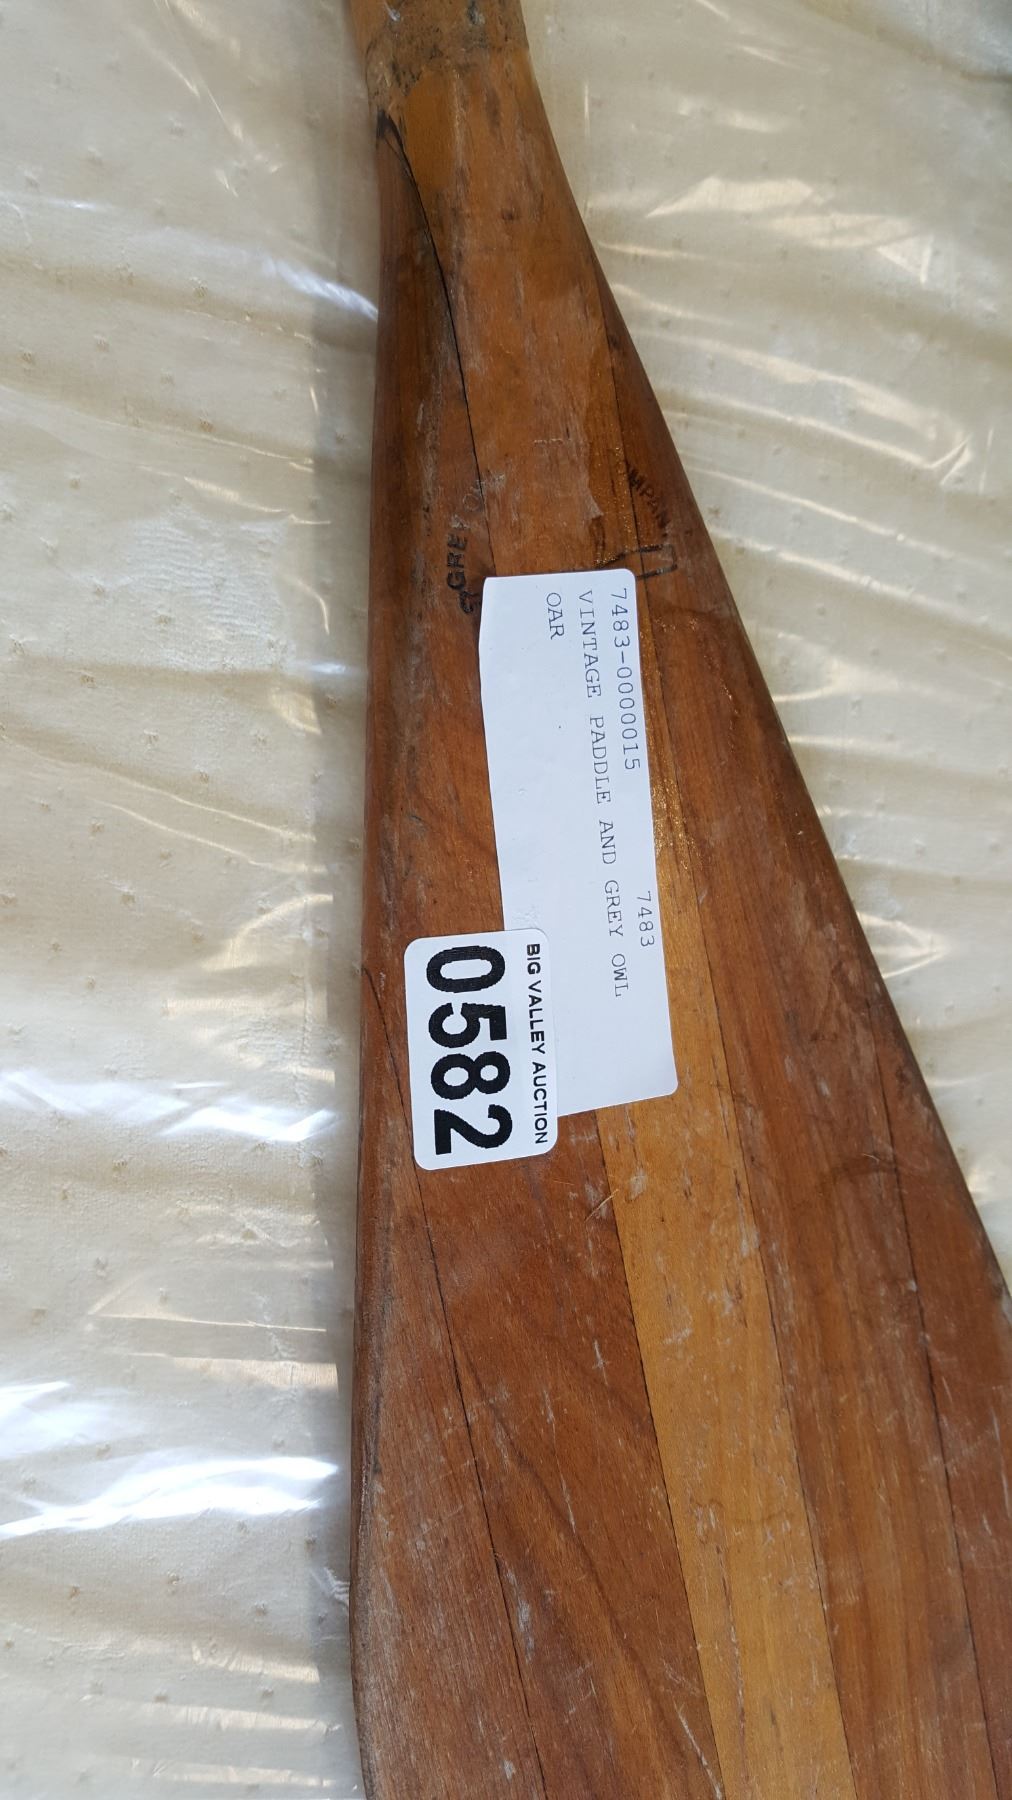 7483-0000015 7483
VINTAGE PADDLE AND GREY OWL
OAR
BIG VALLEY AUCTION
0582